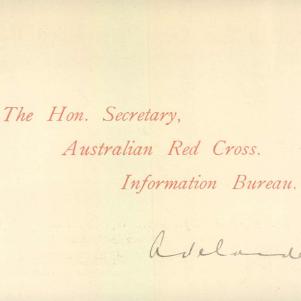 The Hon. Secretary,
Australian Red Cross.
Information Bureau.
Adelaide